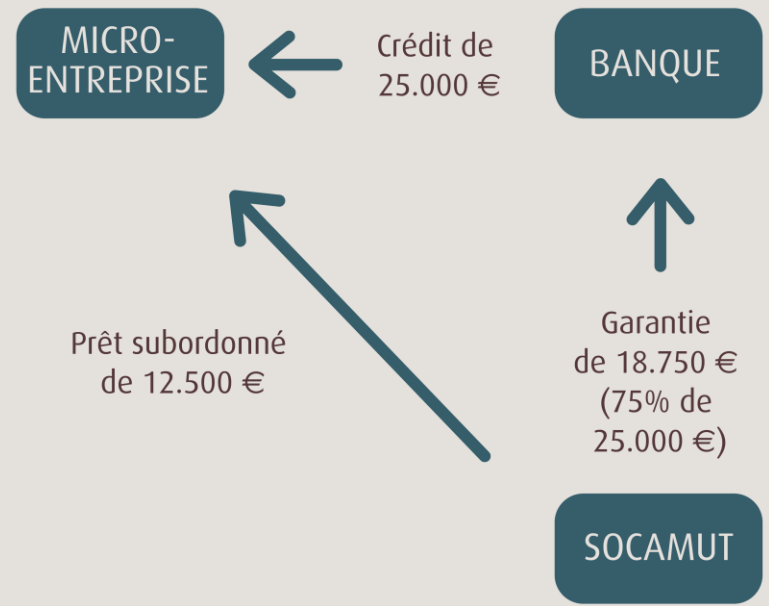 MICRO-
ENTREPRISE
Crédit de
25.000 €
BANQUE
Prêt subordonné
de 12.500 €
Garantie
de 18.750 €
(75% de
25.000 €)
SOCAMUT